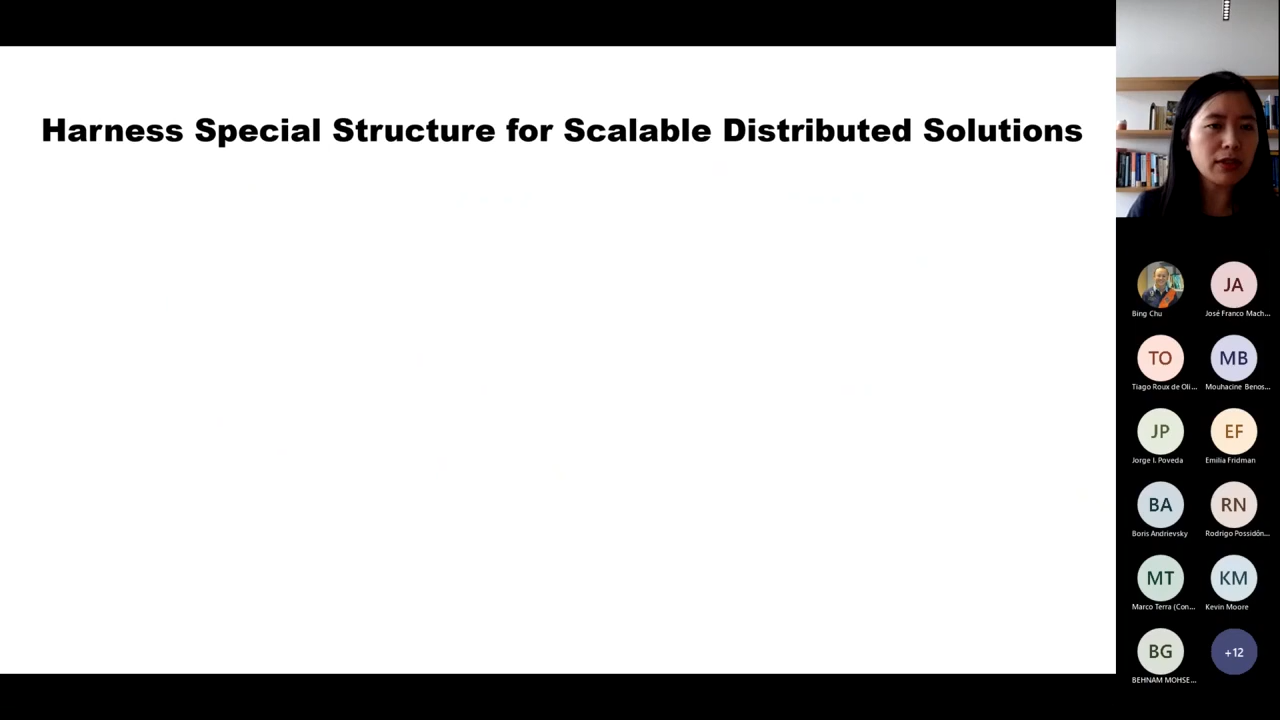 Harness Special Structure for Scalable Distributed Solutions
Bing Chu
JA
José Franco Mach...
TO
Tiago Roux de Oli...
MB
Mouhacine Benos...
JP
Jorge I. Poveda
EF
Emilia Fridman
BA
Boris Andrievsky
RN
Rodrigo Possidôn...
MT
Marco Terra (Con...
KM
Kevin Moore
BG
BEHNAM MOHSE...
+12